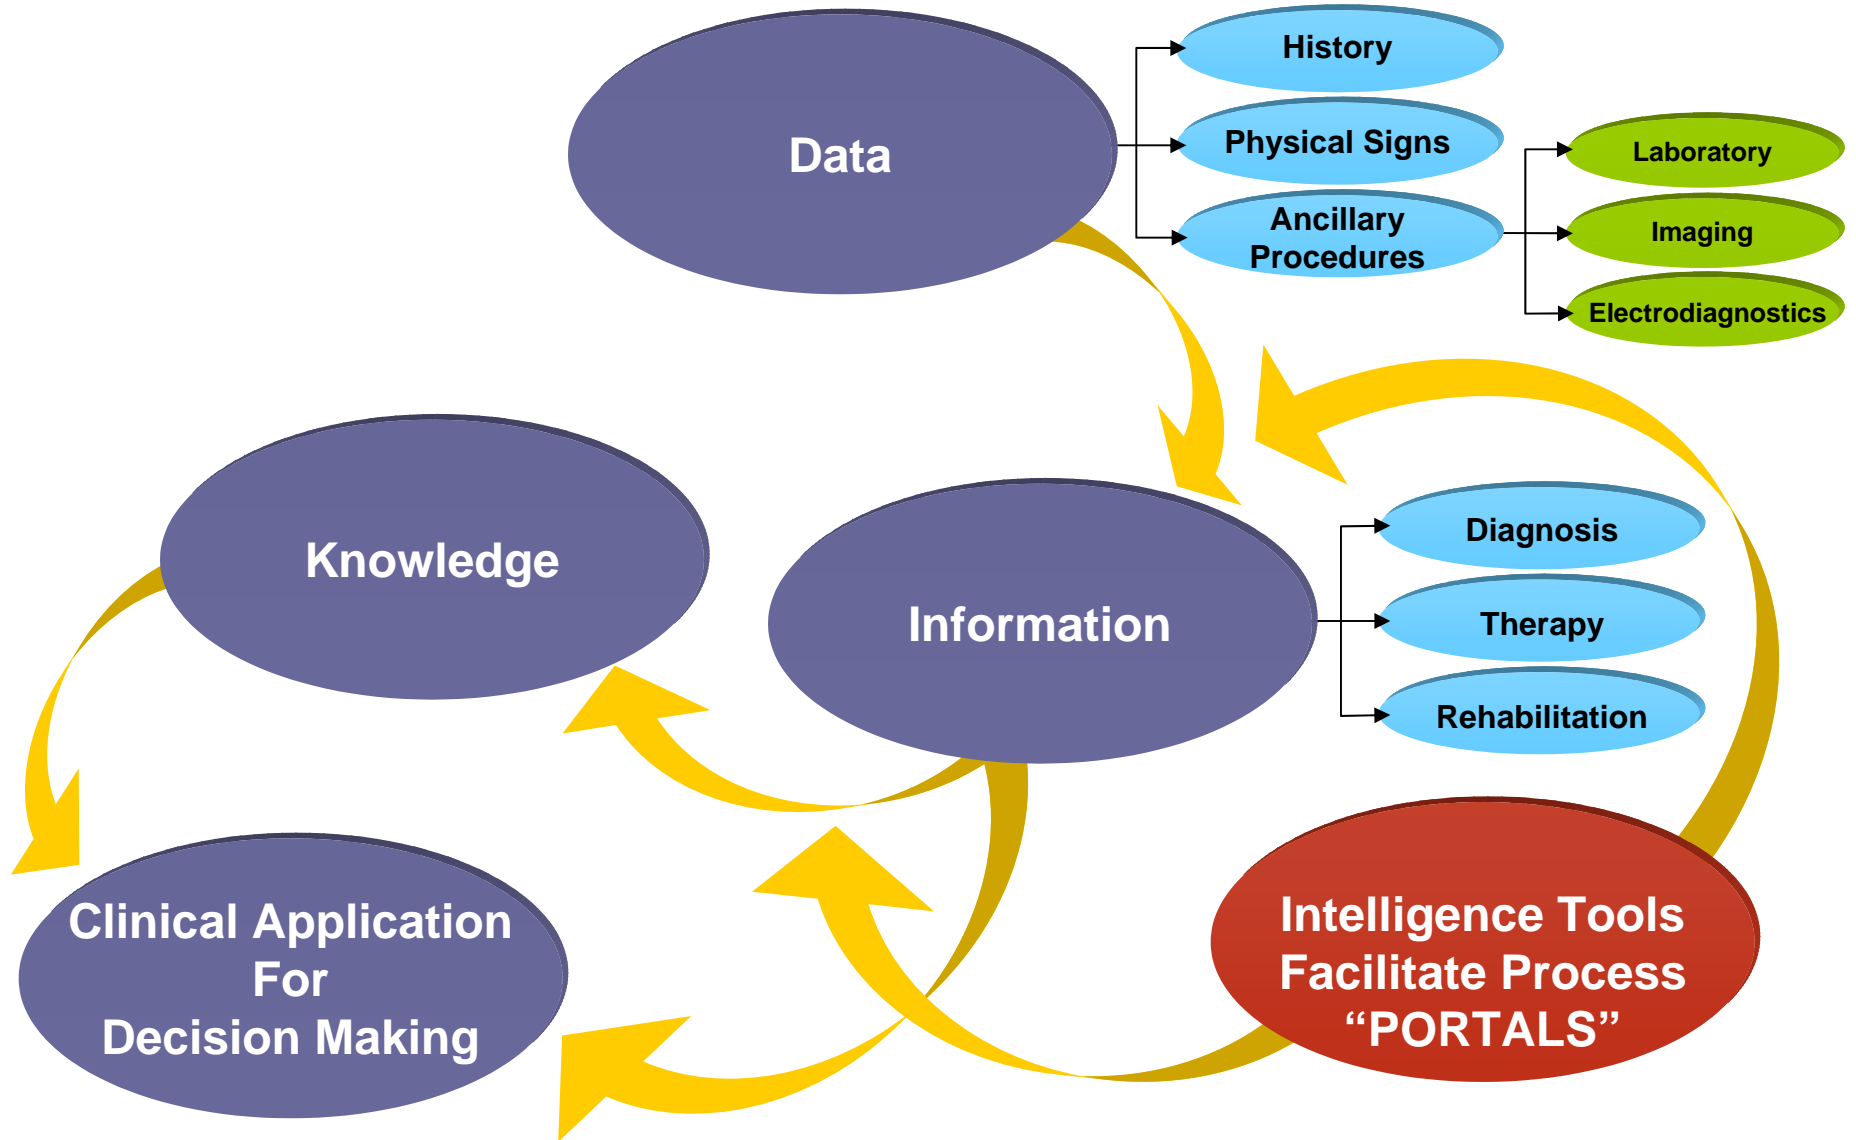 Data
History
Physical Signs
Ancillary
Procedures
Laboratory
Imaging
Electrodiagnostics
Knowledge
Information
Diagnosis
Therapy
Rehabilitation
Clinical Application
For
Decision Making
Intelligence Tools
Facilitate Process
“PORTALS”